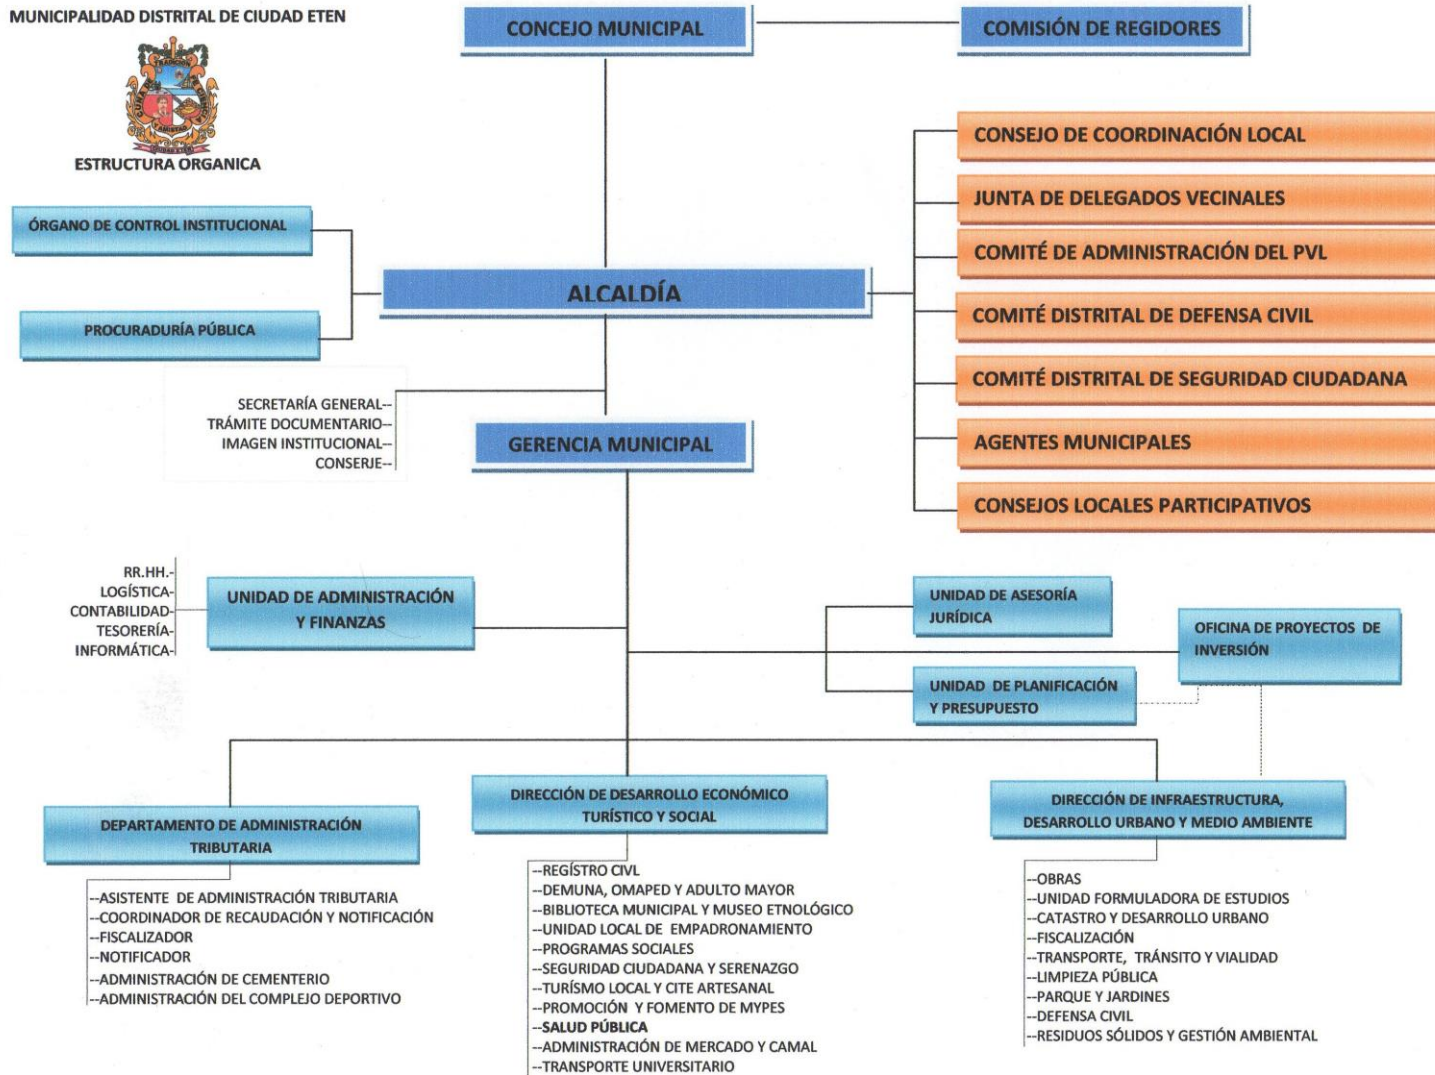 MUNICIPALIDAD DISTRITAL DE CIUDAD ETEN
TRADICIÓN
CUNA DE
Y AMISTAD
CIUDAD ETEN
ESTRUCTURA ORGANICA
CONCEJO MUNICIPAL
COMISIÓN DE REGIDORES
CONSEJO DE COORDINACIÓN LOCAL
JUNTA DE DELEGADOS VECINALES
COMITÉ DE ADMINISTRACIÓN DEL PVL
COMITÉ DISTRITAL DE DEFENSA CIVIL
COMITÉ DISTRITAL DE SEGURIDAD CIUDADANA
AGENTES MUNICIPALES
CONSEJOS LOCALES PARTICIPATIVOS
ÓRGANO DE CONTROL INSTITUCIONAL
PROCURADURÍA PÚBLICA
ALCALDÍA
SECRETARÍA GENERAL--
TRÁMITE DOCUMENTARIO--
IMAGEN INSTITUCIONAL--
CONSERJE--
GERENCIA MUNICIPAL
RR.HH.-
LOGÍSTICA-
CONTABILIDAD-
TESORERÍA-
INFORMÁTICA-
UNIDAD DE ADMINISTRACIÓN
Y FINANZAS
UNIDAD DE ASESORÍA
JURÍDICA
OFICINA DE PROYECTOS DE
INVERSIÓN
UNIDAD DE PLANIFICACIÓN
Y PRESUPUESTO
DEPARTAMENTO DE ADMINISTRACIÓN
TRIBUTARIA
--ASISTENTE DE ADMINISTRACIÓN TRIBUTARIA
--COORDINADOR DE RECAUDACIÓN Y NOTIFICACIÓN
--FISCALIZADOR
--NOTIFICADOR
--ADMINISTRACIÓN DE CEMENTERIO
--ADMINISTRACIÓN DEL COMPLEJO DEPORTIVO
DIRECCIÓN DE DESARROLLO ECONÓMICO
TURÍSTICO Y SOCIAL
--REGÍSTRO CIVL
--DEMUNA, OMAPED Y ADULTO MAYOR
--BIBLIOTECA MUNICIPAL Y MUSEO ETNOLÓGICO
--UNIDAD LOCAL DE EMPADRONAMIENTO
--PROGRAMAS SOCIALES
--SEGURIDAD CIUDADANA Y SERENAZGO
--TURÍSMO LOCAL Y CITE ARTESANAL
--PROMOCIÓN Y FOMENTO DE MYPES
--SALUD PÚBLICA
--ADMINISTRACIÓN DE MERCADO Y CAMAL
--TRANSPORTE UNIVERSITARIO
DIRECCIÓN DE INFRAESTRUCTURA,
DESARROLLO URBANO Y MEDIO AMBIENTE
--OBRAS
--UNIDAD FORMULADORA DE ESTUDIOS
--CATASTRO Y DESARROLLO URBANO
--FISCALIZACIÓN
--TRANSPORTE, TRÁNSITO Y VIALIDAD
--LIMPIEZA PÚBLICA
--PARQUE Y JARDINES
--DEFENSA CIVIL
--RESIDUOS SÓLIDOS Y GESTIÓN AMBIENTAL